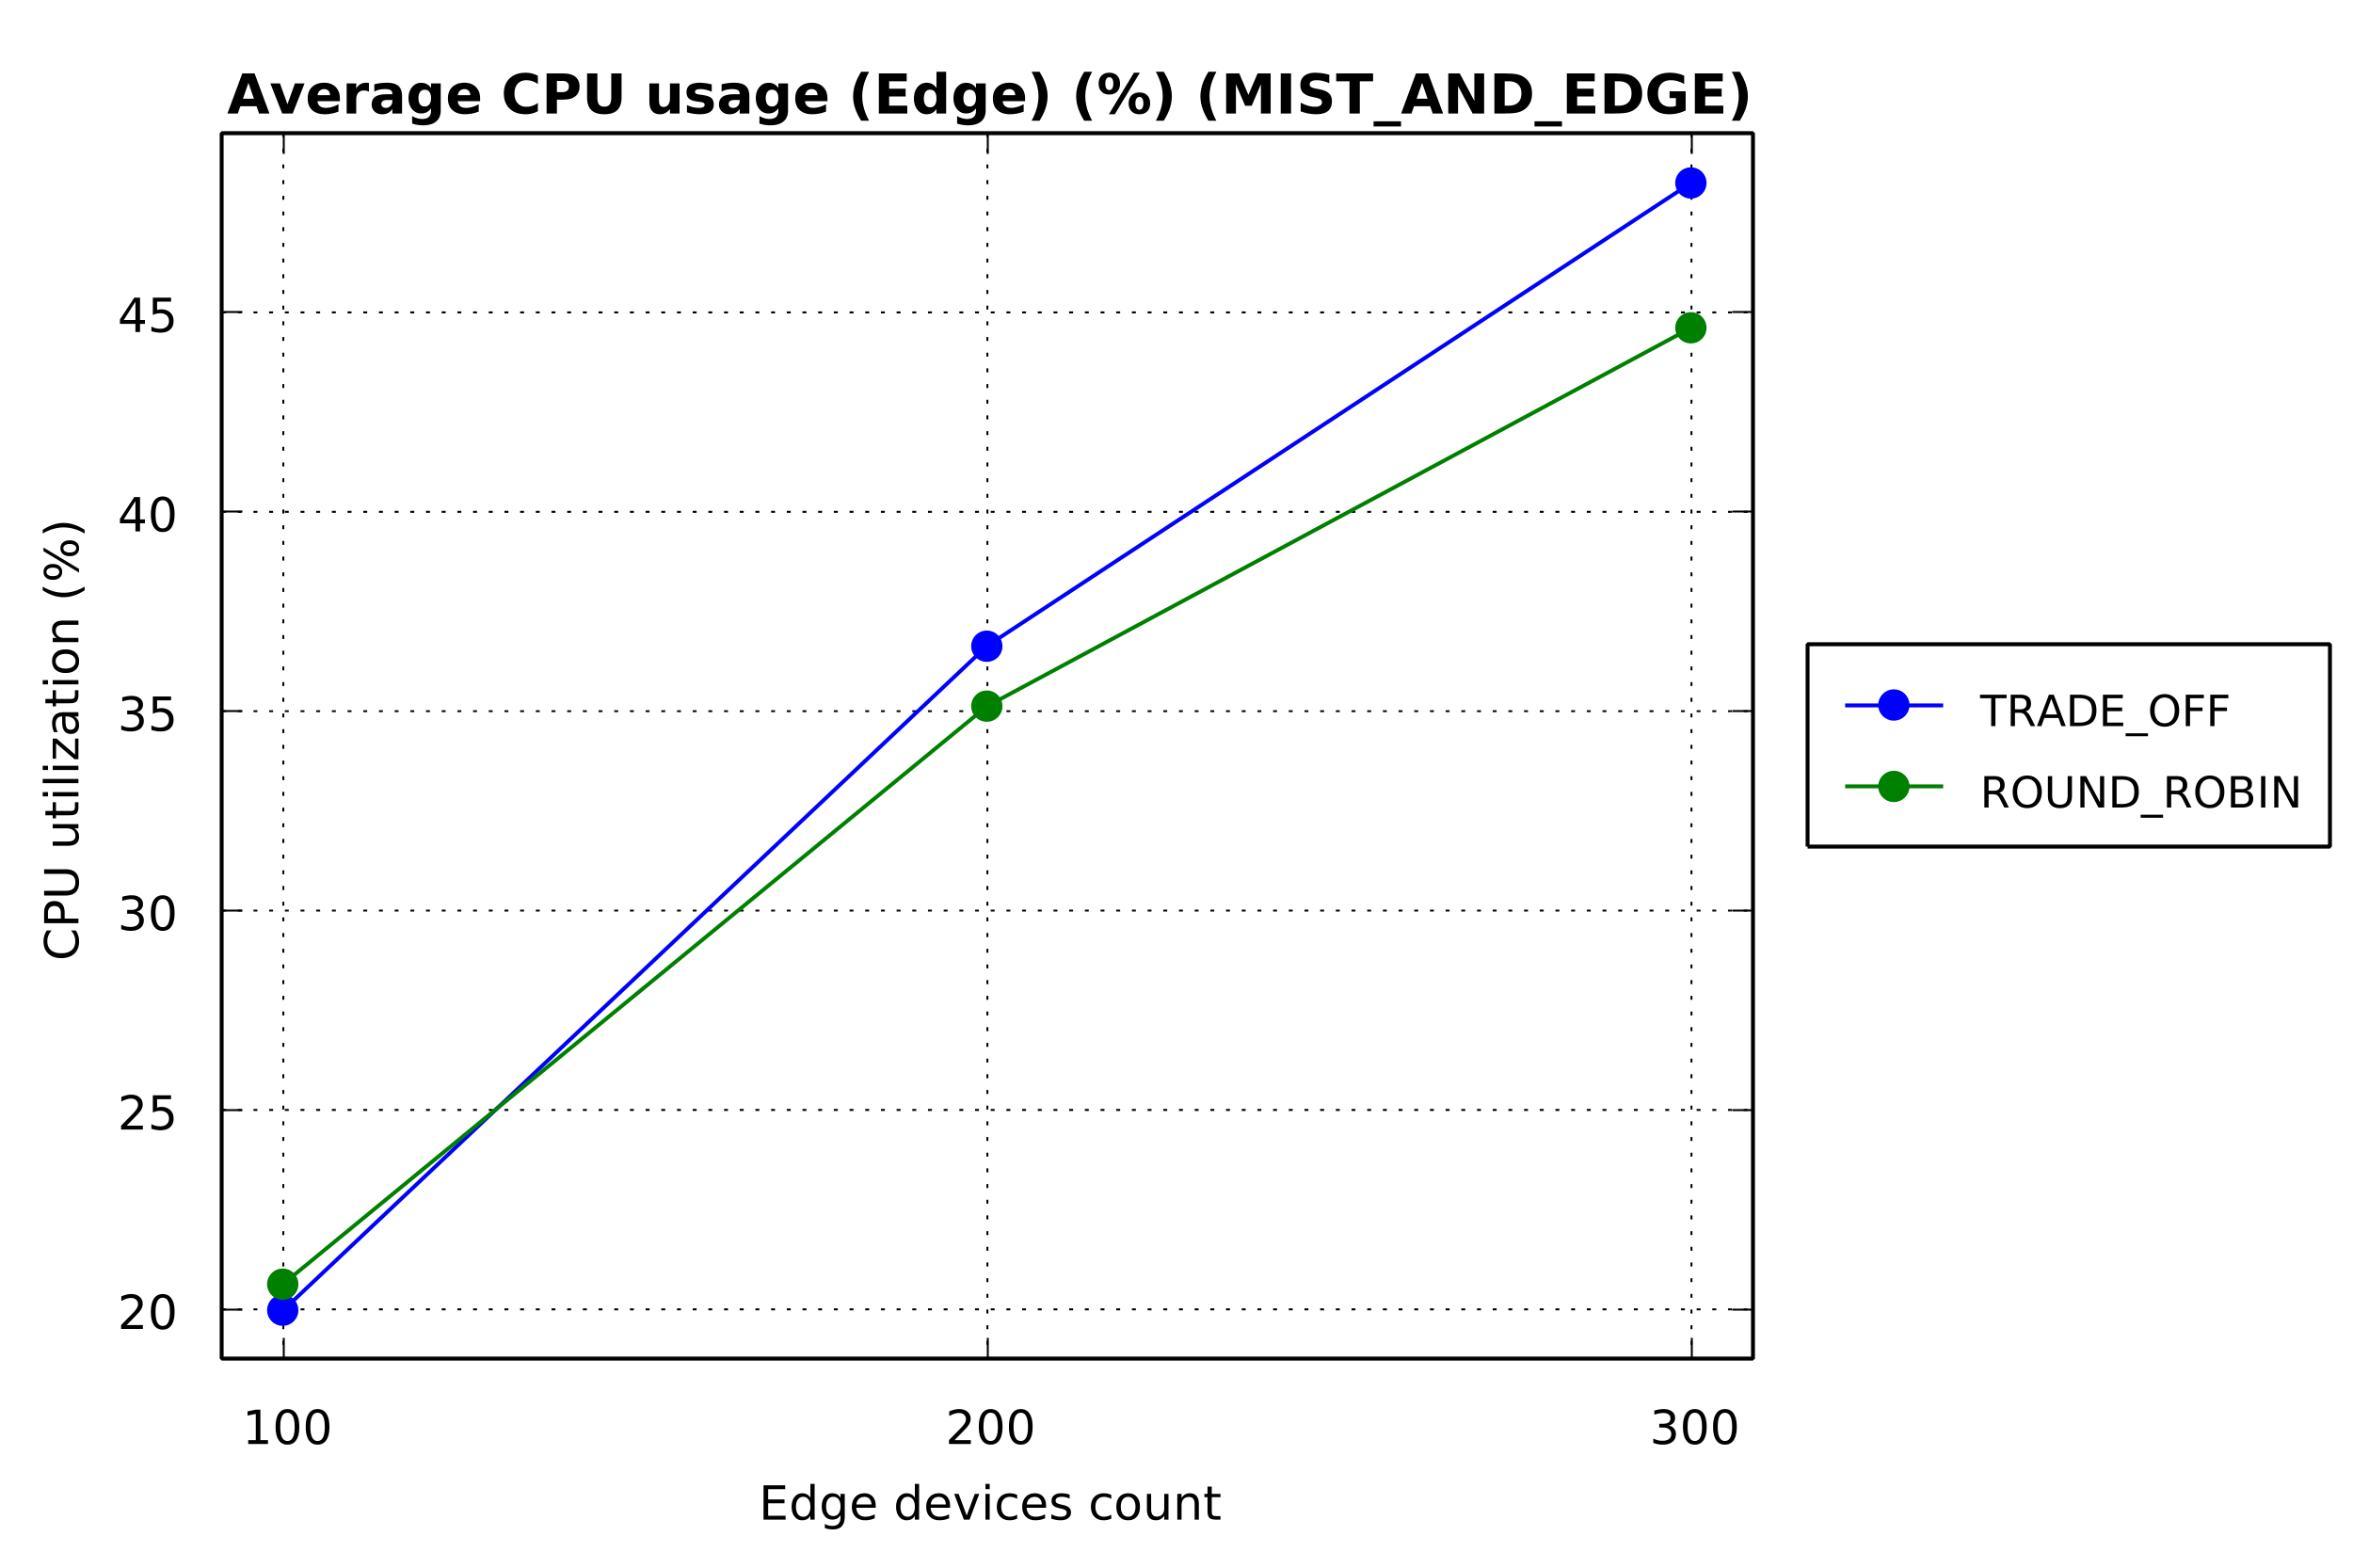 Average CPU usage (Edge) (%) ( MIST_AND_EDGE)
CPU utilization (%)
45
40
35
30
25
20
100 200 300
Edge devices count
TRADE_OFF
ROUND_ROBIN